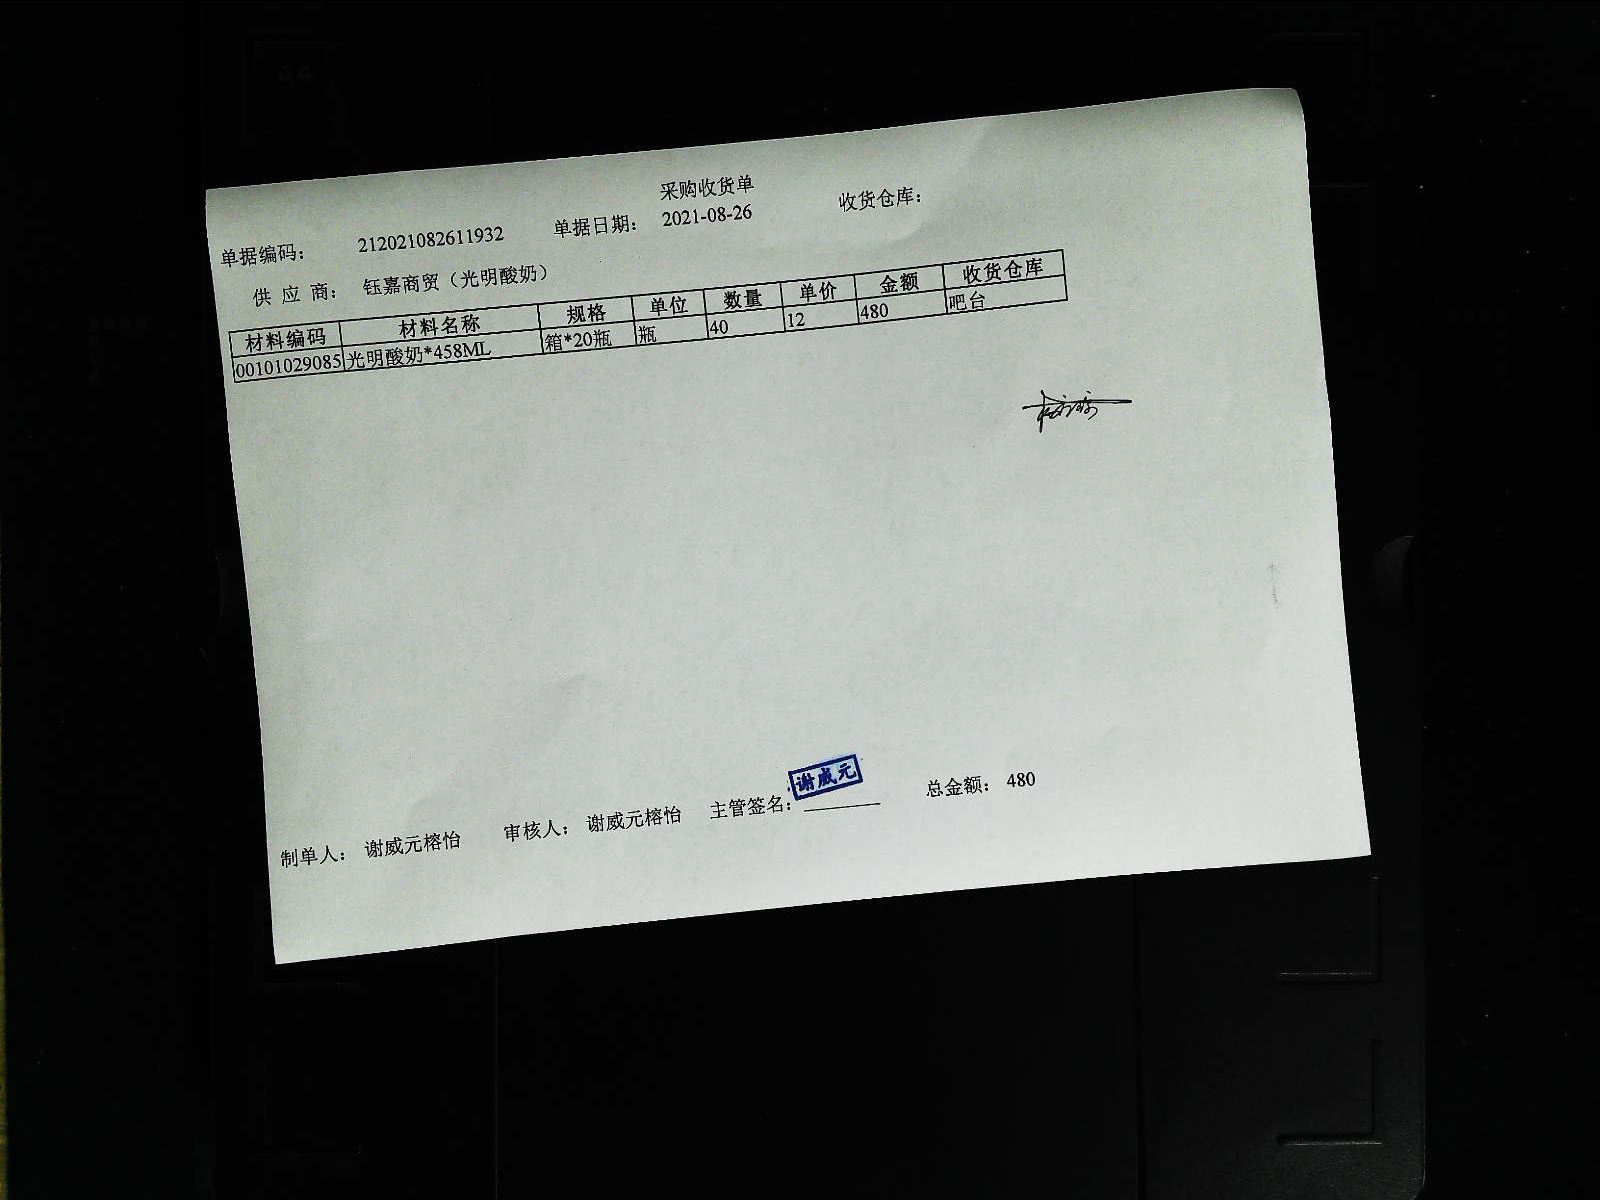 采购收货单
单据编码： 212021082611932 单据日期： 2021-08-26 收货仓库：
供 应 商： 钰嘉商贸（光明酸奶）
材料编码 材料名称 规格 单位 数量 单价 金额 收货仓库
00101029085 光明酸奶*458ML 箱*20瓶 瓶 40 12 480 吧台
谢威元
制单人： 谢威元榕怡 审核人： 谢威元榕怡 主管签名： 总金额： 480